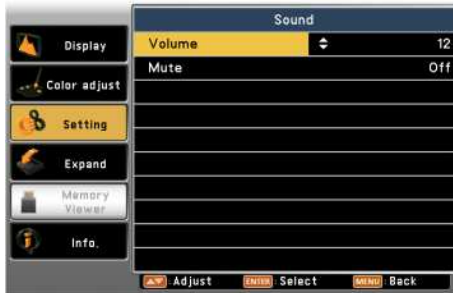 Sound
Display
Color adjust
Setting
Expand
Memory
Viewer
Info.
Volume 12
Mute Off
▲▼ : Adjust ENTER : Select MENU : Back